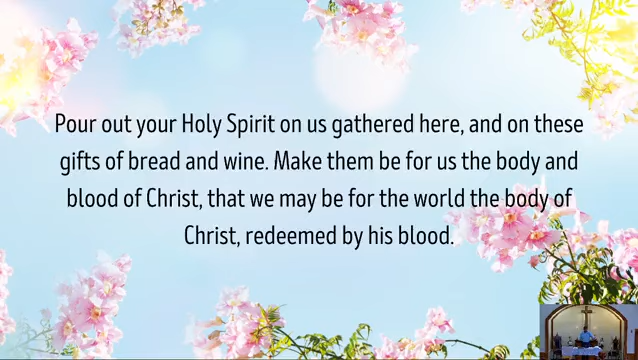 Pour out your Holy Spirit on us gathered here, and on these
gifts of bread and wine. Make them be for us the body and
blood of Christ, that we may be for the world the body of
Christ, redeemed by his blood.